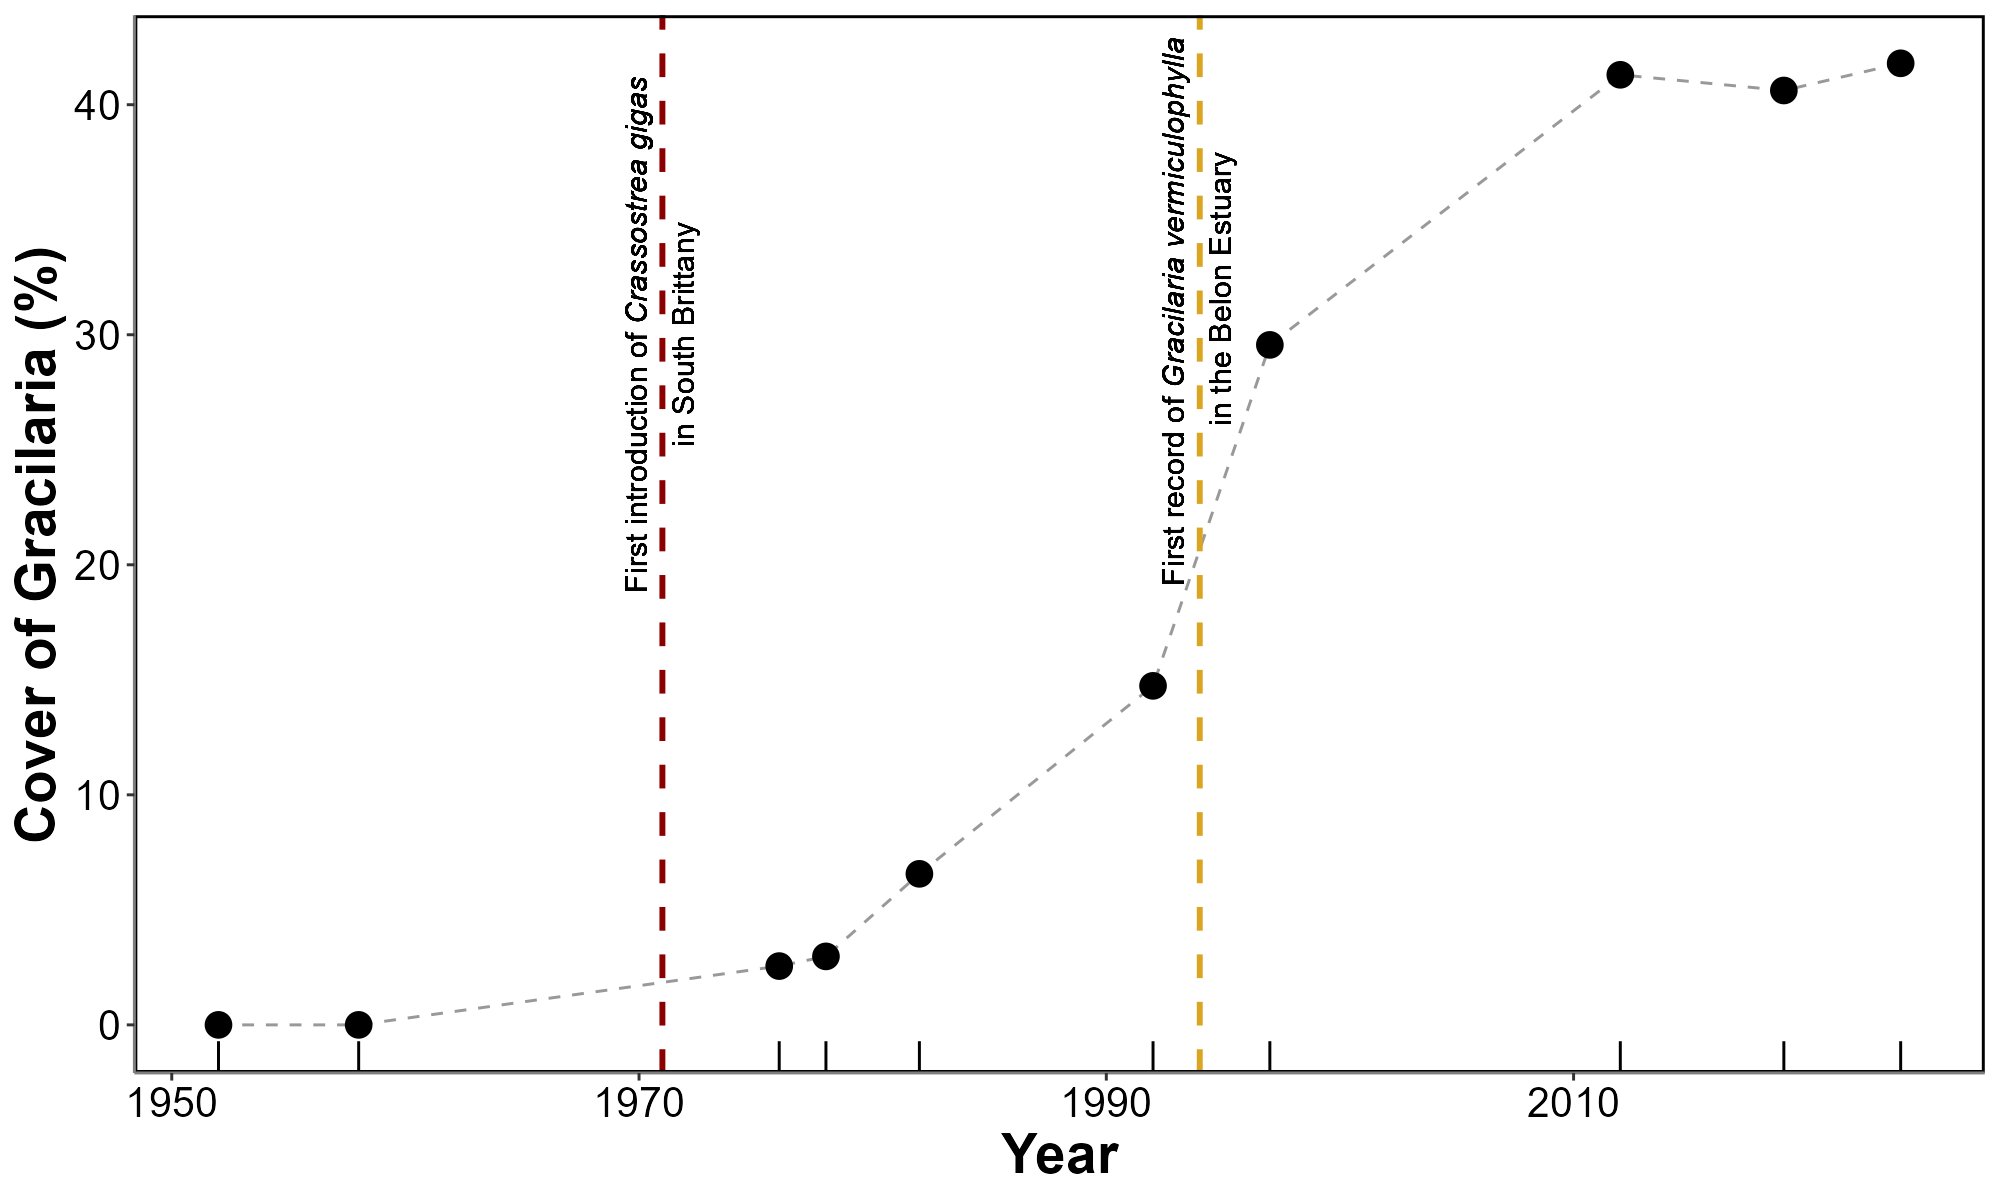 Cover of Gracilaria (%)
40
30
20
10
0
First introduction of Crassostrea gigas
in South Brittany
First record of Gracilaria vermiculophylla
in the Belon Estuary
1950
1970
1990
2010
Year